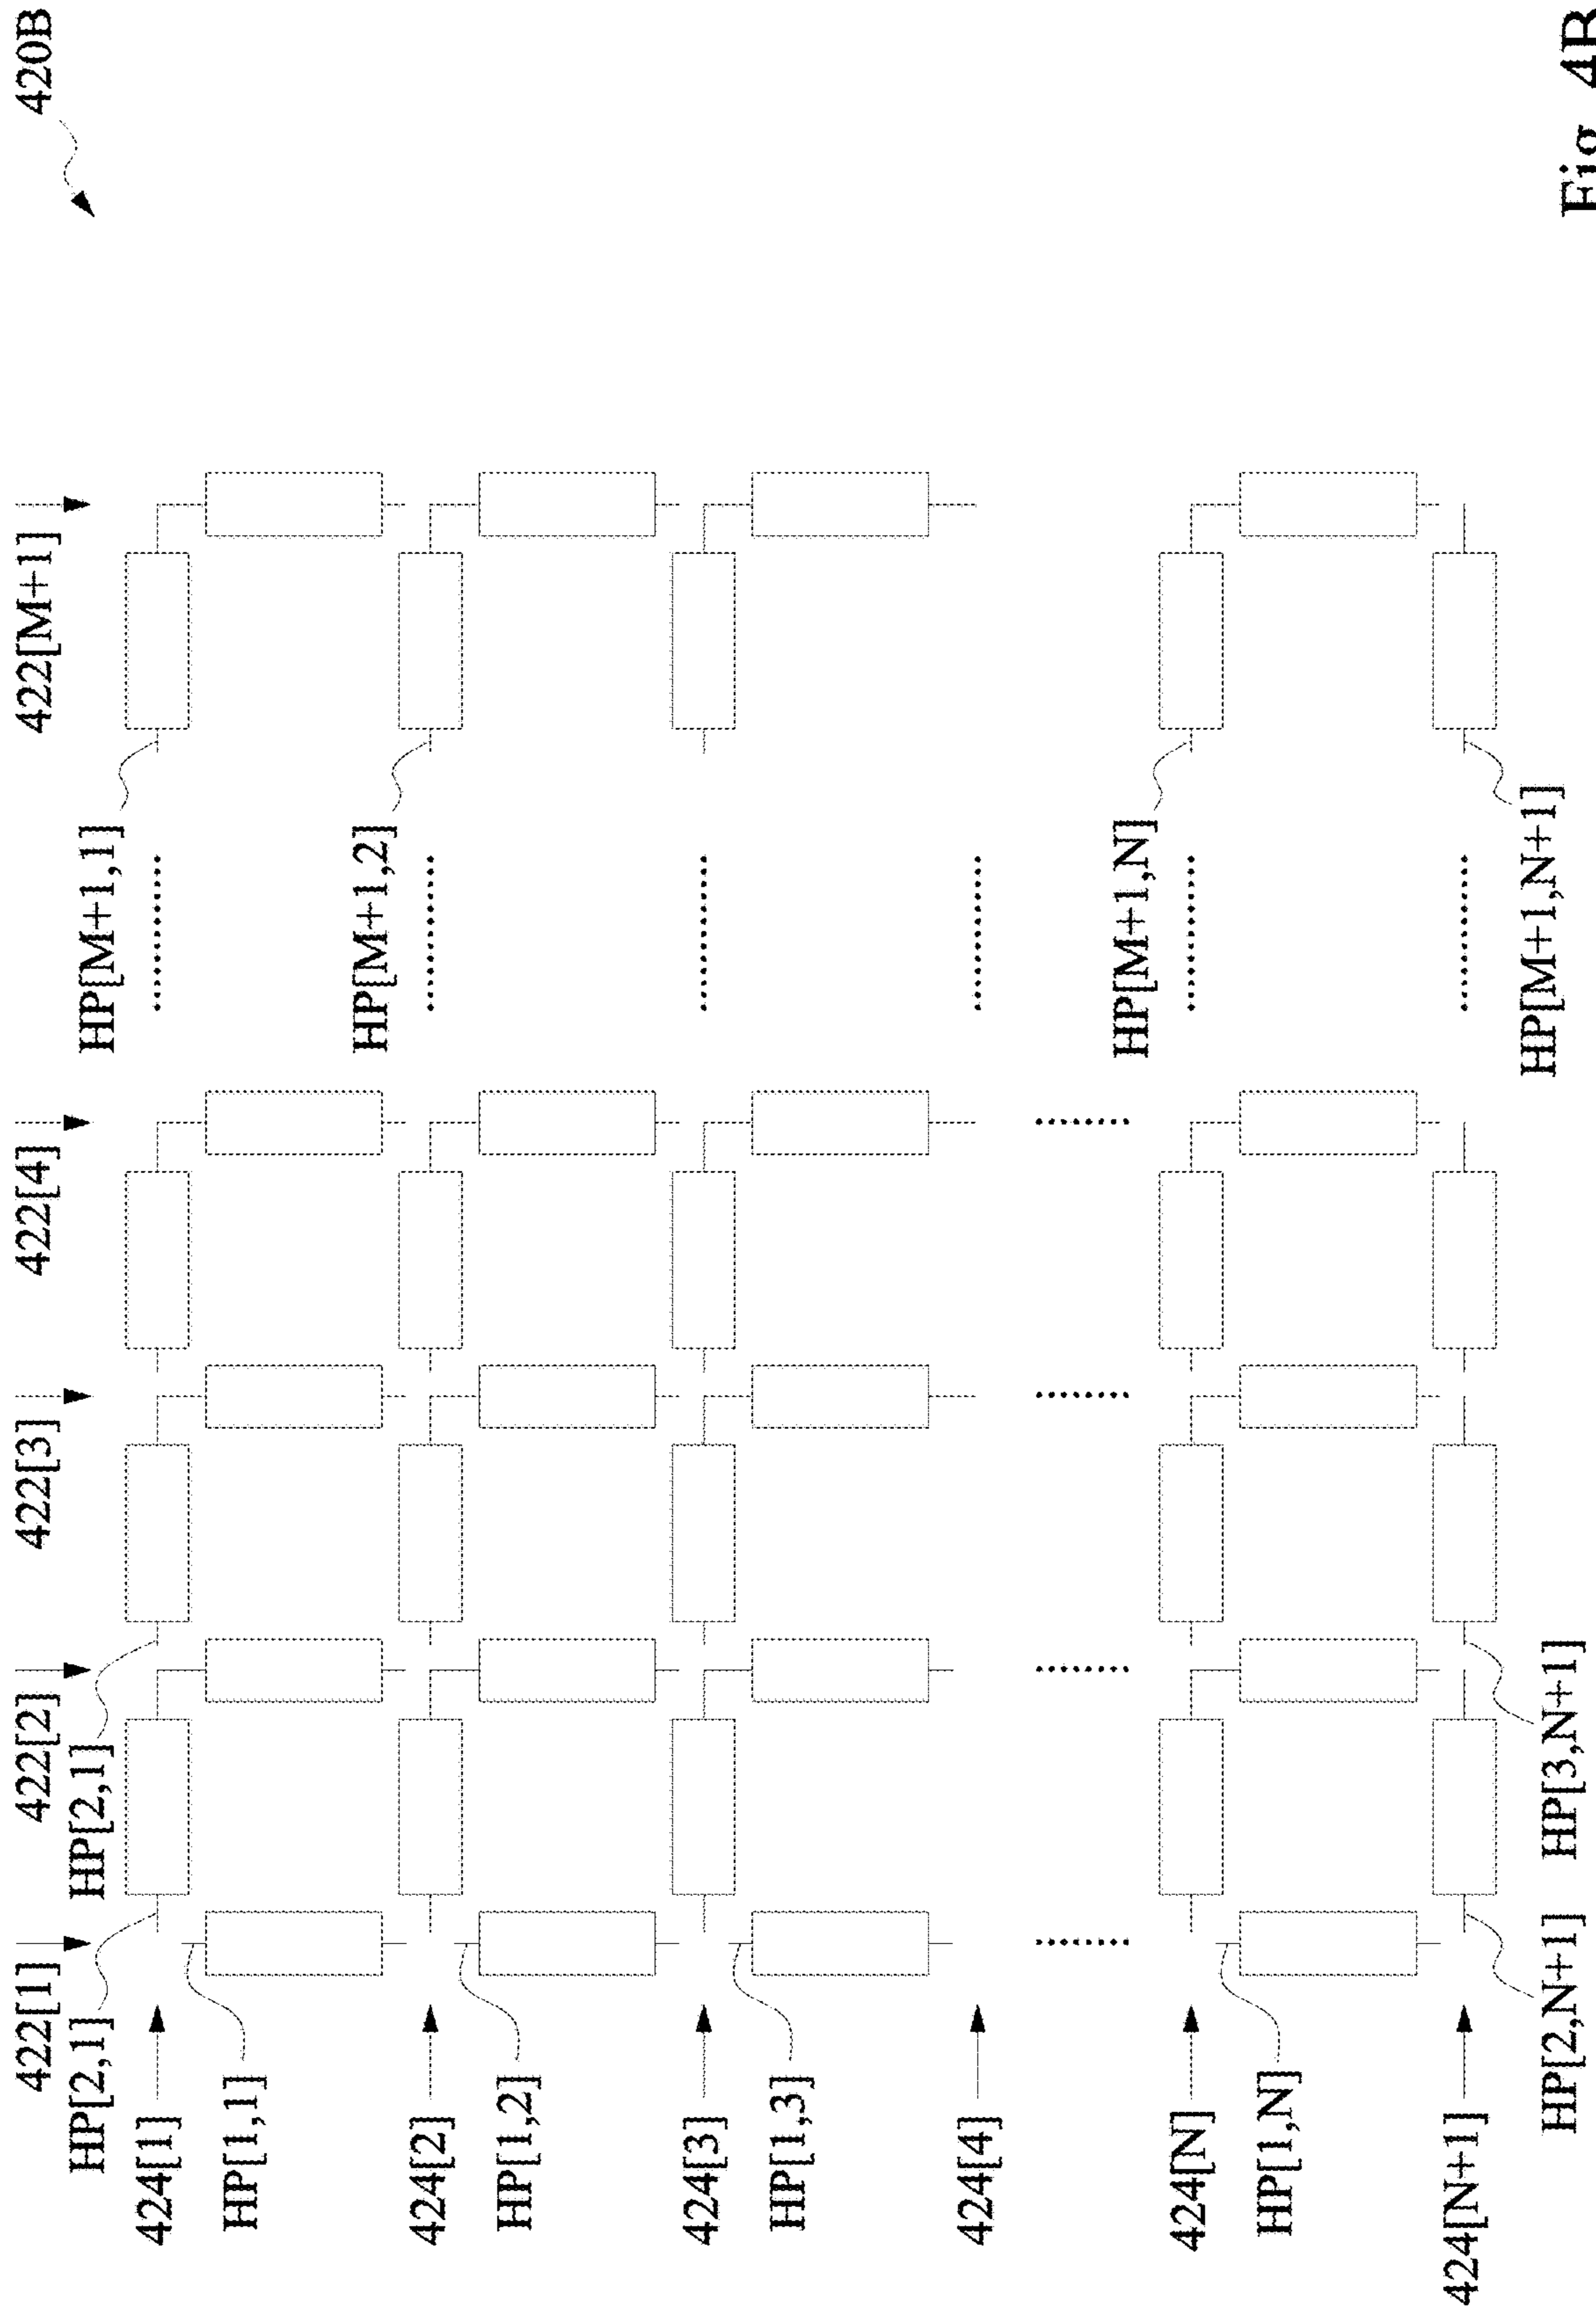 420B
422[1]
422[2]
422[3]
422[4]
422[M+1]
HP[2,1]
HP[2,1]
HP[M+1,1]
424[1]
HP[1,1]
HP[M+1,2]
424[2]
HP[1,2]
424[3]
HP[1,3]
424[4]
HP[M+1,N]
424[N]
HP[1,N]
424[N+1]
HP[2,N+1]
HP[3,N+1]
HP[M+1,N+1]
Fig. 4B